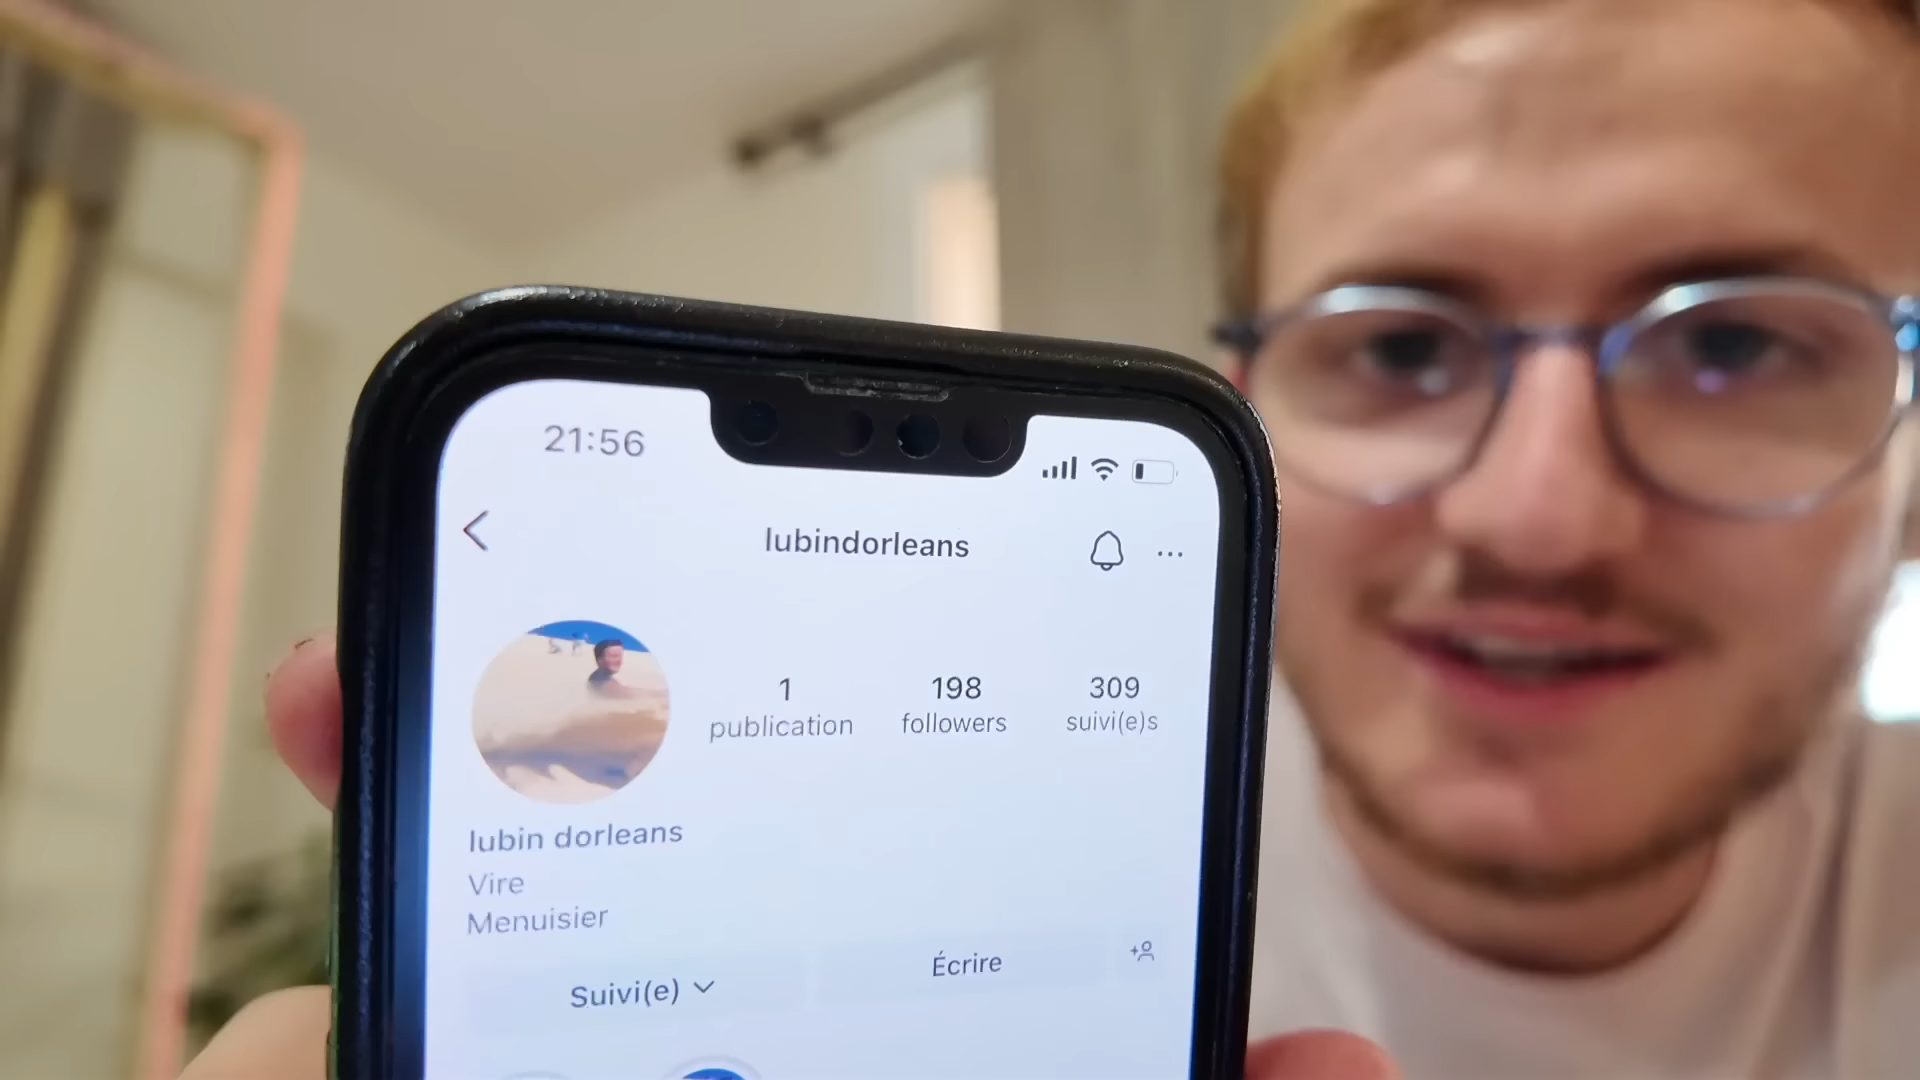 21:56
lubindorleans
1 198 309
publication followers suivi(e)s
lubin dorleans
Vire
Menuisier
Suivi(e) Écrire